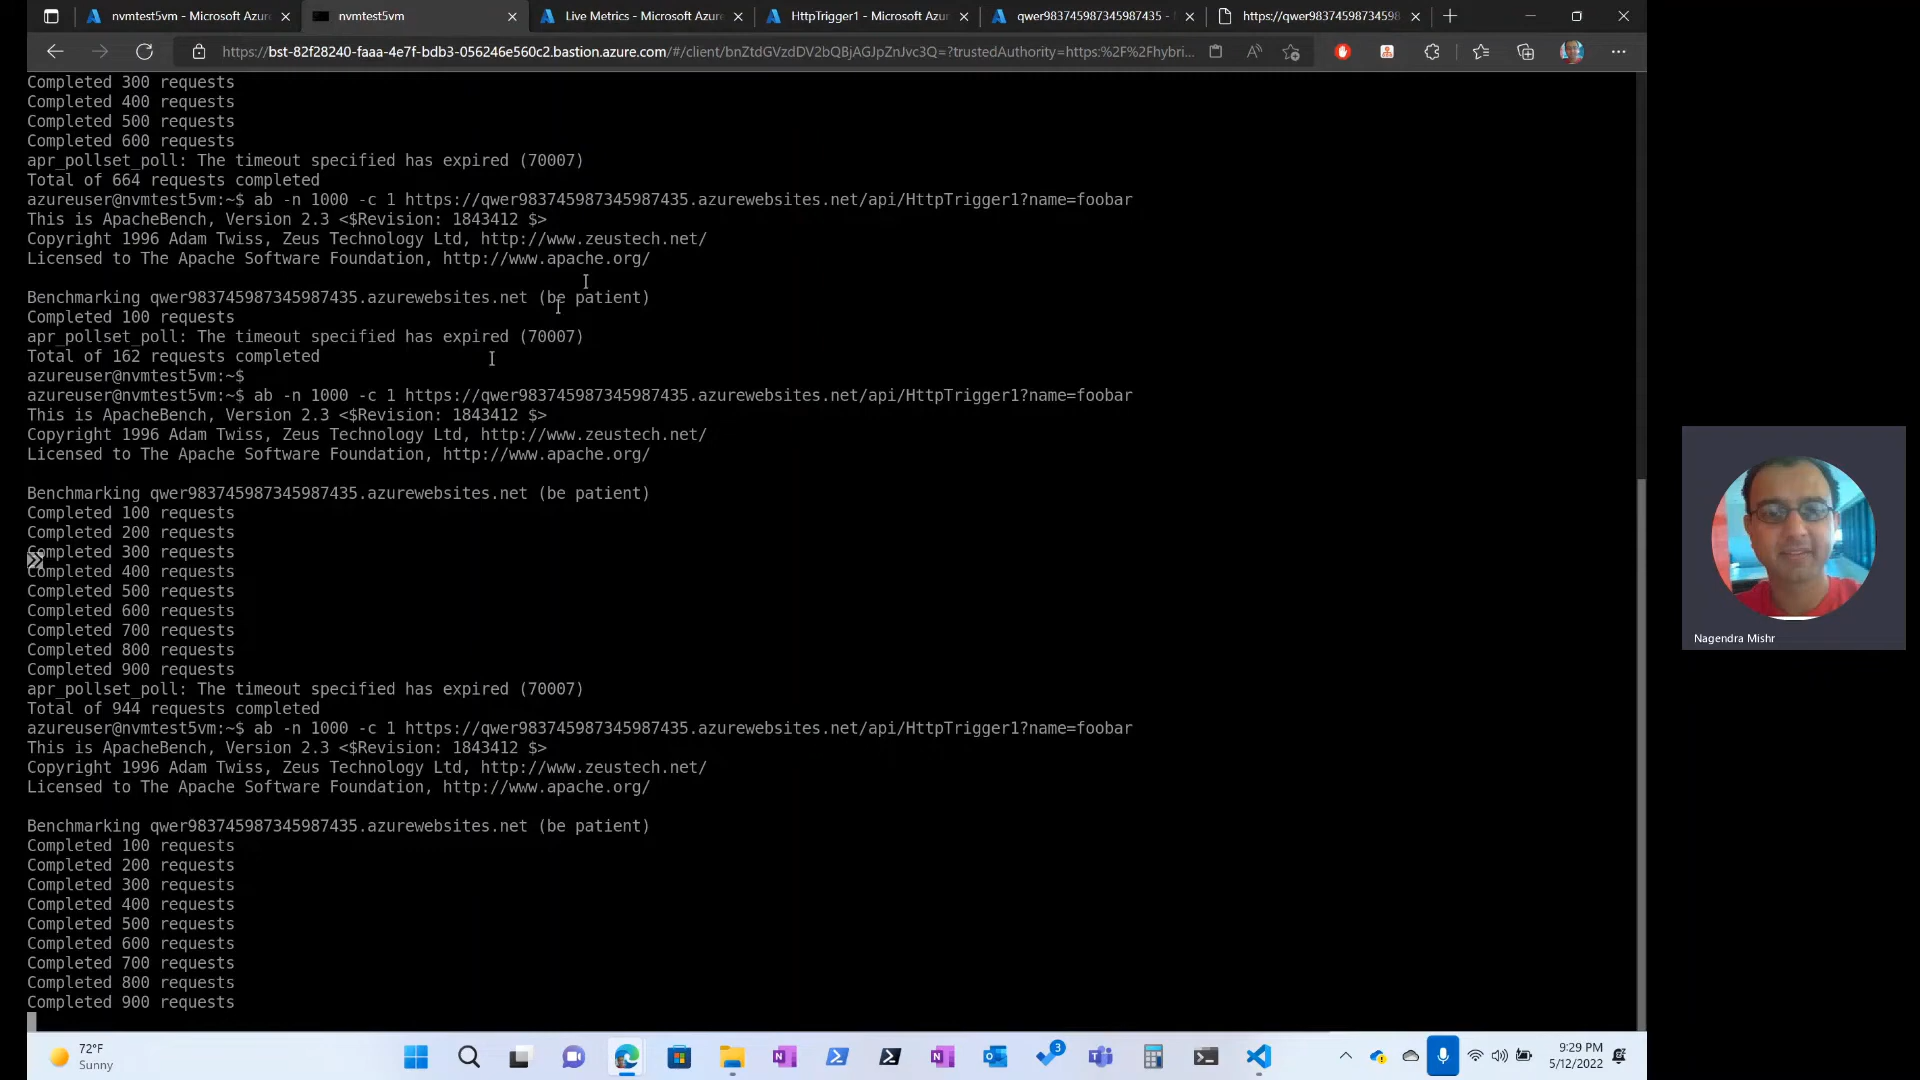 nvmtest5vm - Microsoft Azur
nvmtest5vm
Live Metrics - Microsoft Azure
HttpTrigger1 - Microsoft Azur
qwer983745987345987435 -
https://qwer983745987345987435
https://bst-82f28240-faaa-4e7f-bdb3-056246e560c2.bastion.azure.com/#/client/bnZtdGVzdDV2bQBjAGJpZnJvc3Q=?trustedAuthority=https:%2F%2Fhybri...
Completed 300 requests
Completed 400 requests
Completed 500 requests
Completed 600 requests
apr_pollset_poll: The timeout specified has expired (70007)
Total of 664 requests completed
azureuser@nvmtest5vm:~$ ab -n 1000 -c 1 https://qwer983745987345987435.azurewebsites.net/api/HttpTrigger1?name=foobar
This is ApacheBench, Version 2.3 <$Revision: 1843412 $>
Copyright 1996 Adam Twiss, Zeus Technology Ltd, http://www.zeustech.net/
Licensed to The Apache Software Foundation, http://www.apache.org/
Benchmarking qwer983745987345987435.azurewebsites.net (be patient)
Completed 100 requests
apr_pollset_poll: The timeout specified has expired (70007)
Total of 162 requests completed
azureuser@nvmtest5vm:~$
azureuser@nvmtest5vm:~$ ab -n 1000 -c 1 https://qwer983745987345987435.azurewebsites.net/api/HttpTrigger1?name=foobar
This is ApacheBench, Version 2.3 <$Revision: 1843412 $>
Copyright 1996 Adam Twiss, Zeus Technology Ltd, http://www.zeustech.net/
Licensed to The Apache Software Foundation, http://www.apache.org/
Benchmarking qwer983745987345987435.azurewebsites.net (be patient)
Completed 100 requests
Completed 200 requests
Completed 300 requests
Completed 400 requests
Completed 500 requests
Completed 600 requests
Completed 700 requests
Completed 800 requests
Completed 900 requests
apr_pollset_poll: The timeout specified has expired (70007)
Total of 944 requests completed
azureuser@nvmtest5vm:~$ ab -n 1000 -c 1 https://qwer983745987345987435.azurewebsites.net/api/HttpTrigger1?name=foobar
This is ApacheBench, Version 2.3 <$Revision: 1843412 $>
Copyright 1996 Adam Twiss, Zeus Technology Ltd, http://www.zeustech.net/
Licensed to The Apache Software Foundation, http://www.apache.org/
Benchmarking qwer983745987345987435.azurewebsites.net (be patient)
Completed 100 requests
Completed 200 requests
Completed 300 requests
Completed 400 requests
Completed 500 requests
Completed 600 requests
Completed 700 requests
Completed 800 requests
Completed 900 requests
Nagendra Mishr
72°F
Sunny
3
9:29 PM
5/12/2022